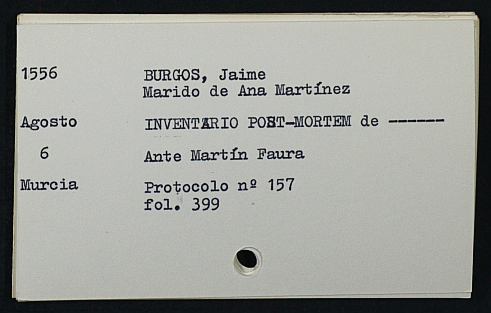 1556 BURGOS, Jaime
Marido de Ana Martínez
Agosto INVENTARIO POST-MORTEM de ------
6 Ante Martín Faura
Murcia Protocolo nº 157
fol. 399